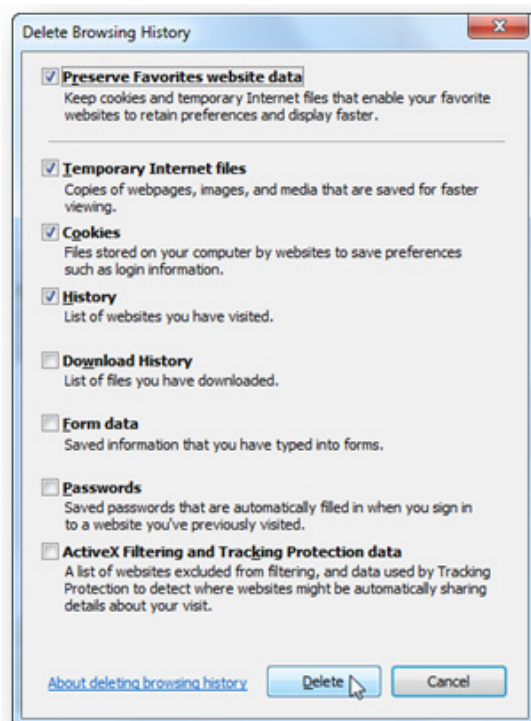 Delete Browsing History
Preserve Favorites website data
Keep cookies and temporary Internet files that enable your favorite
websites to retain preferences and display faster.
Temporary Internet files
Copies of webpages, images, and media that are saved for faster
viewing.
Cookies
Files stored on your computer by websites to save preferences
such as login information.
History
List of websites you have visited.
Download History
List of files you have downloaded.
Form data
Saved information that you have typed into forms.
Passwords
Saved passwords that are automatically filled in when you sign in
to a website you've previously visited.
ActiveX Filtering and Tracking Protection data
A list of websites excluded from filtering, and data used by Tracking
Protection to detect where websites might be automatically sharing
details about your visit.
About deleting browsing history Delete Cancel